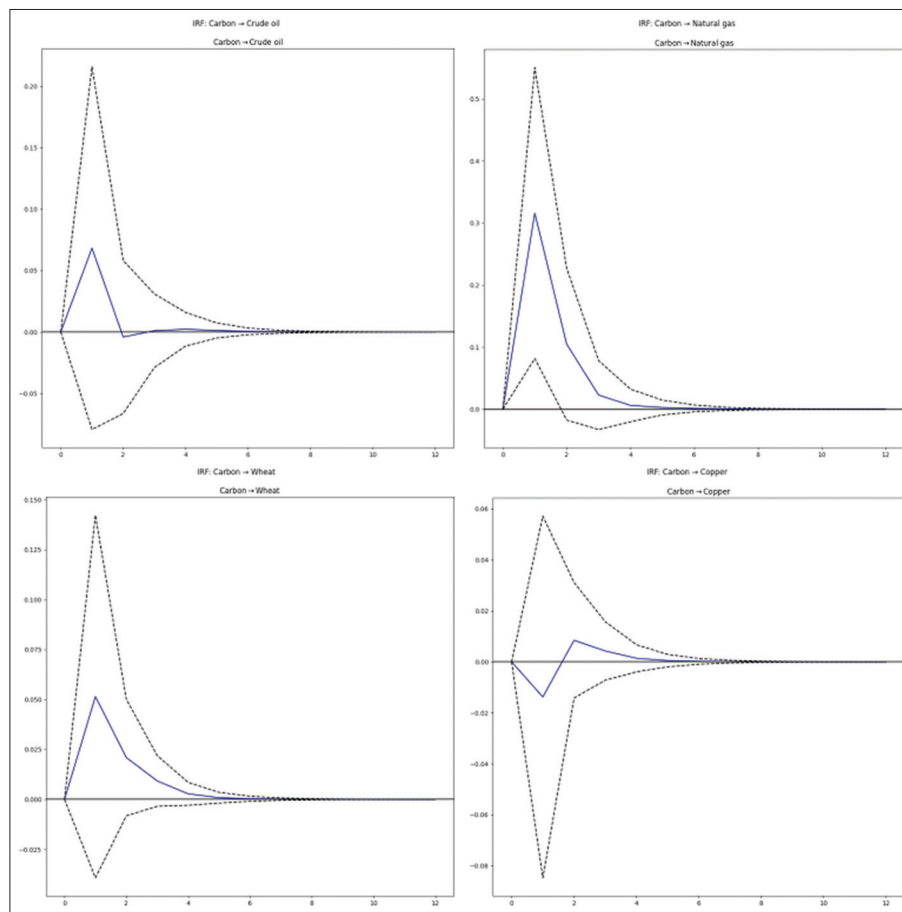 IRF: Carbon → Crude oil
Carbon → Crude oil
0.20
0.15
0.10
0.05
0.00
−0.05
0 2 4 6 8 10 12
IRF: Carbon → Natural gas
Carbon → Natural gas
0.5
0.4
0.3
0.2
0.1
0.0
0 2 4 6 8 10 12
IRF: Carbon → Wheat
Carbon → Wheat
0.150
0.125
0.100
0.075
0.050
0.025
0.000
−0.025
0 2 4 6 8 10 12
IRF: Carbon → Copper
Carbon → Copper
0.06
0.04
0.02
0.00
−0.02
−0.04
−0.06
−0.08
0 2 4 6 8 10 12